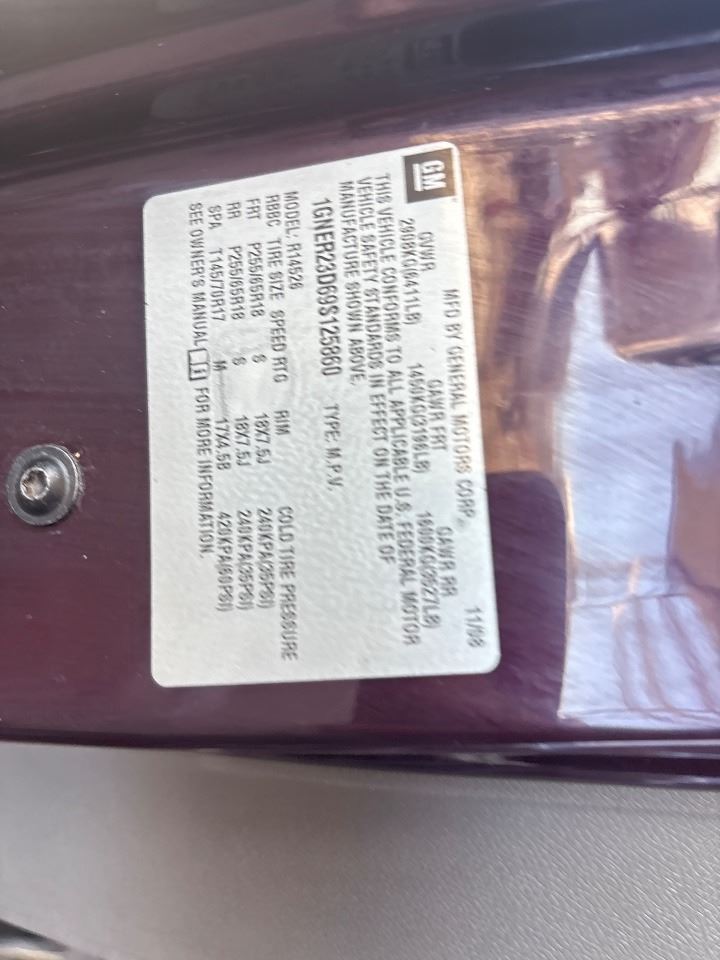 GM
MFD BY GENERAL MOTORS CORP. 11/08
GVWR GAWR FRT GAWR RR
2908KG(6411LB) 1450KG(3196LB) 1600KG(3527LB)
THIS VEHICLE CONFORMS TO ALL APPLICABLE U.S. FEDERAL MOTOR
VEHICLE SAFETY STANDARDS IN EFFECT ON THE DATE OF
MANUFACTURE SHOWN ABOVE.
1GNER23D69S125860 TYPE: M.P.V.
MODEL: R14526
RBBC TIRE SIZE SPEED RTG RIM COLD TIRE PRESSURE
FRT P255/65R18 S 18X7.5J 240KPA(35PSI)
RR P255/65R18 S 18X7.5J 240KPA(35PSI)
SPA T145/70R17 M 17X4.5B 420KPA(60PSI)
SEE OWNER'S MANUAL FOR MORE INFORMATION.